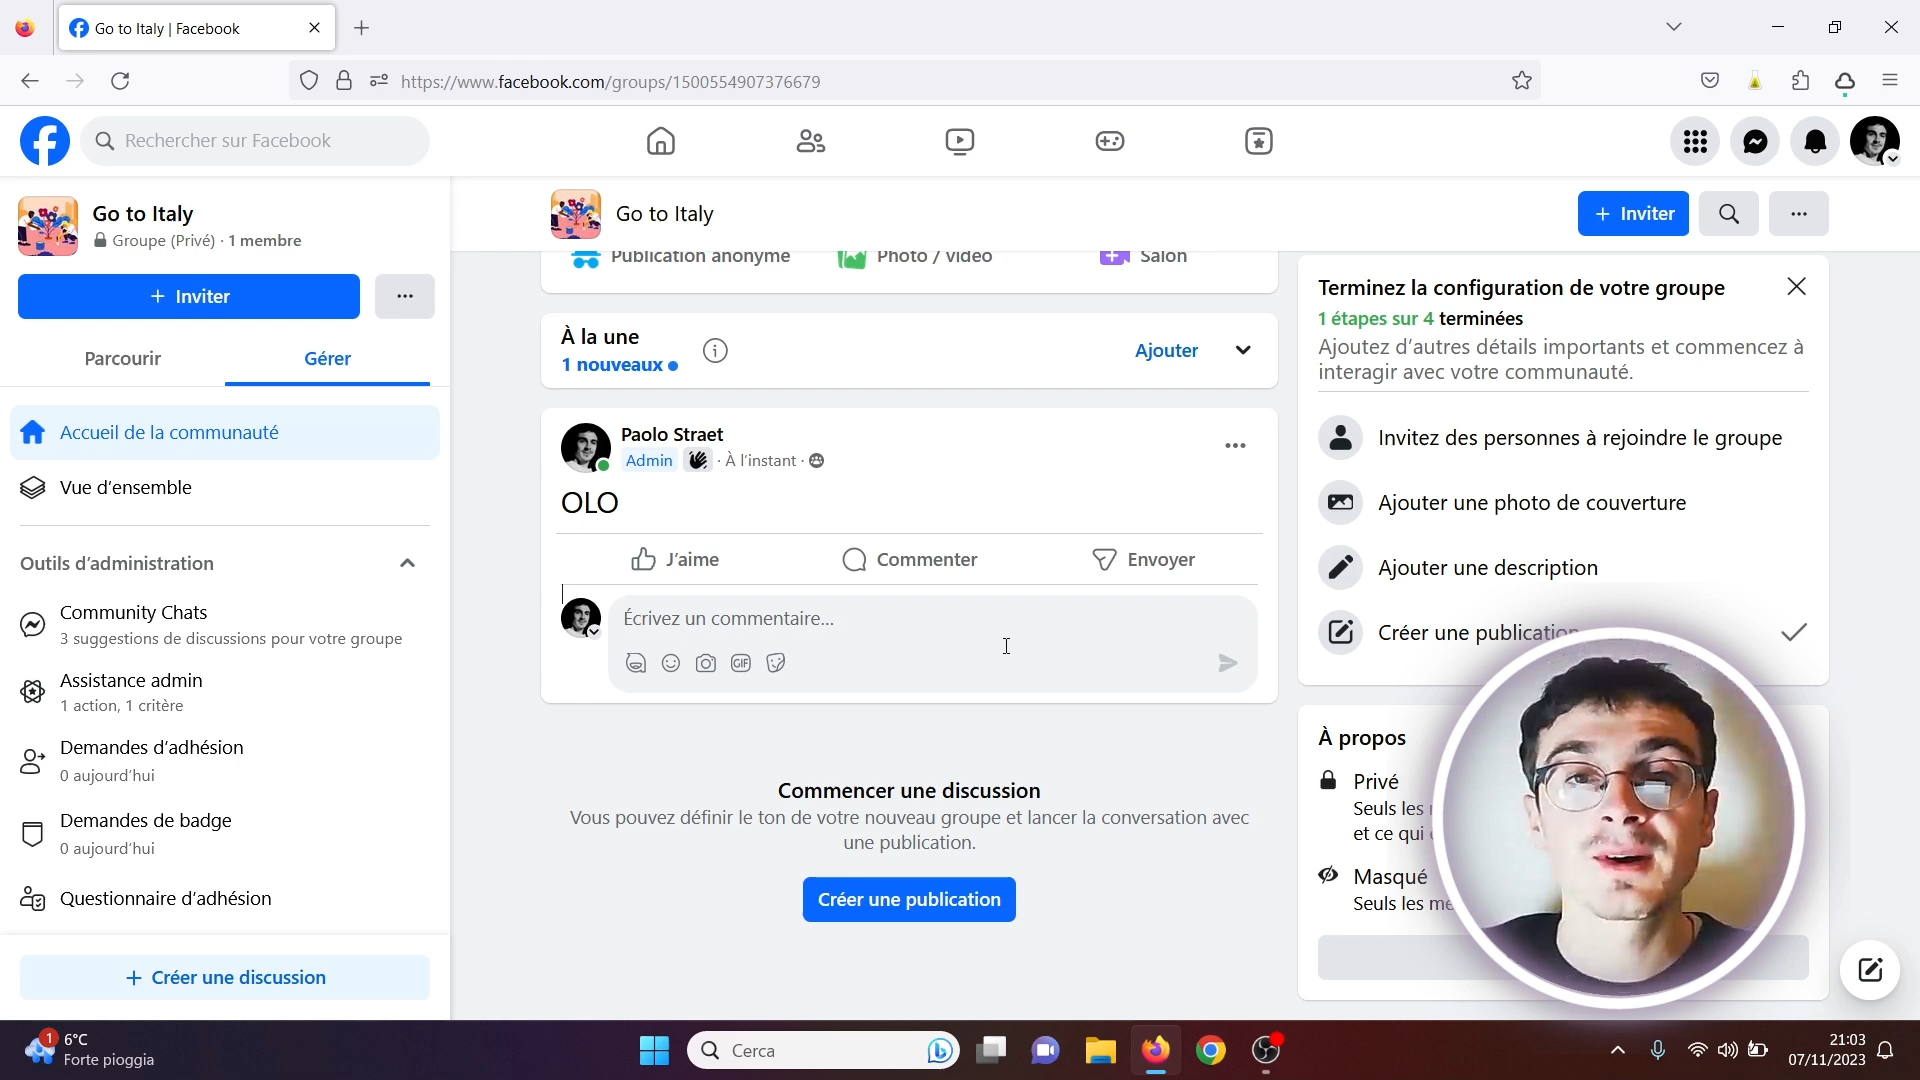 Go to Italy | Facebook
https://www.facebook.com/groups/1500554907376679
Rechercher sur Facebook
Go to Italy
Groupe (Privé) · 1 membre
+ Inviter
Parcourir
Gérer
Accueil de la communauté
Vue d'ensemble
Outils d'administration
Community Chats
3 suggestions de discussions pour votre groupe
Assistance admin
1 action, 1 critère
Demandes d'adhésion
0 aujourd'hui
Demandes de badge
0 aujourd'hui
Questionnaire d'adhésion
+ Créer une discussion
Go to Italy
+ Inviter
Publication anonyme
Photo / vidéo
Salon
À la une
1 nouveaux
Ajouter
Paolo Straet
Admin · À l'instant ·
OLO
J'aime
Commenter
Envoyer
Écrivez un commentaire...
GIF
Commencer une discussion
Vous pouvez définir le ton de votre nouveau groupe et lancer la conversation avec
une publication.
Créer une publication
Terminez la configuration de votre groupe
1 étapes sur 4 terminées
Ajoutez d'autres détails importants et commencez à
interagir avec votre communauté.
Invitez des personnes à rejoindre le groupe
Ajouter une photo de couverture
Ajouter une description
Créer une publication
À propos
Privé
Seuls les
et ce qui
Masqué
Seuls les
1
6°C
Forte pioggia
Cerca
21:03
07/11/2023